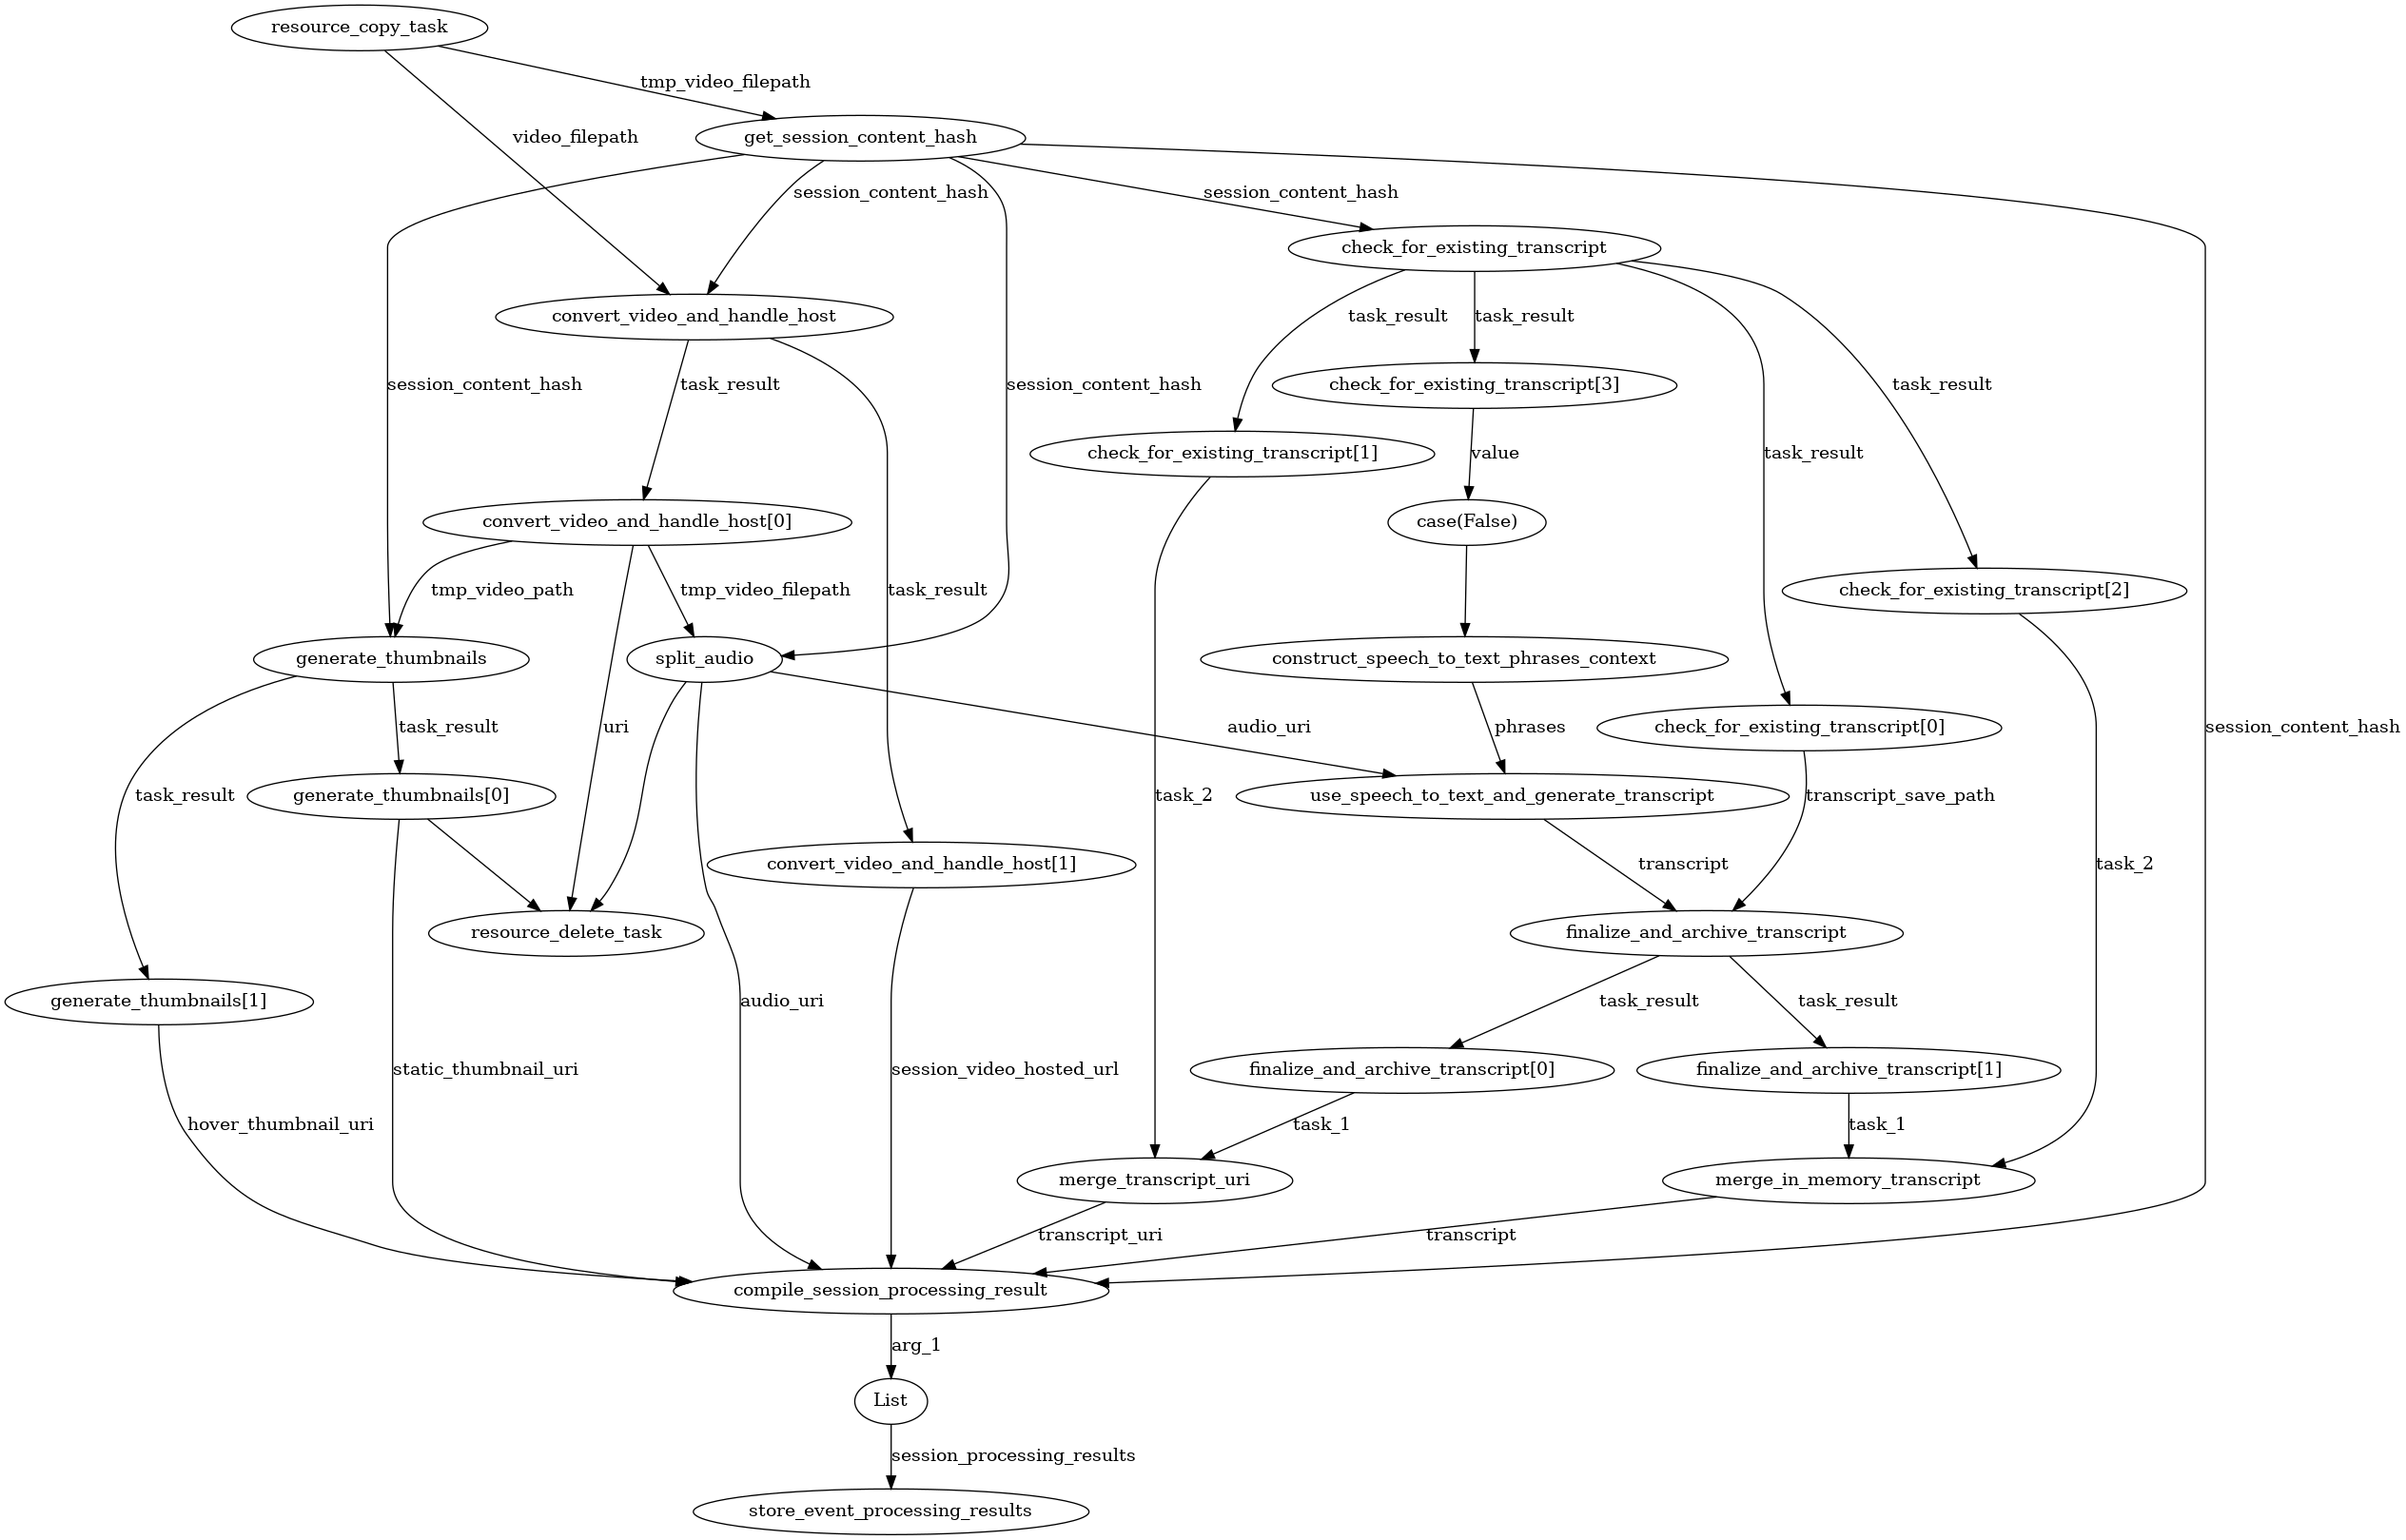 resource_copy_task
tmp_video_filepath
video_filepath
get_session_content_hash
session_content_hash
session_content_hash
check_for_existing_transcript
convert_video_and_handle_host
task_result
task_result
session_content_hash
task_result
session_content_hash
check_for_existing_transcript[3]
task_result
check_for_existing_transcript[1]
value
task_result
convert_video_and_handle_host[0]
case(False)
tmp_video_path
tmp_video_filepath
task_result
check_for_existing_transcript[2]
generate_thumbnails
split_audio
construct_speech_to_text_phrases_context
task_result
uri
audio_uri
phrases
check_for_existing_transcript[0]
session_content_hash
task_result
generate_thumbnails[0]
task_2
use_speech_to_text_and_generate_transcript
transcript_save_path
convert_video_and_handle_host[1]
transcript
task_2
resource_delete_task
finalize_and_archive_transcript
generate_thumbnails[1]
audio_uri
task_result
task_result
static_thumbnail_uri
session_video_hosted_url
finalize_and_archive_transcript[0]
finalize_and_archive_transcript[1]
hover_thumbnail_uri
task_1
task_1
merge_transcript_uri
merge_in_memory_transcript
transcript_uri
transcript
compile_session_processing_result
arg_1
List
session_processing_results
store_event_processing_results